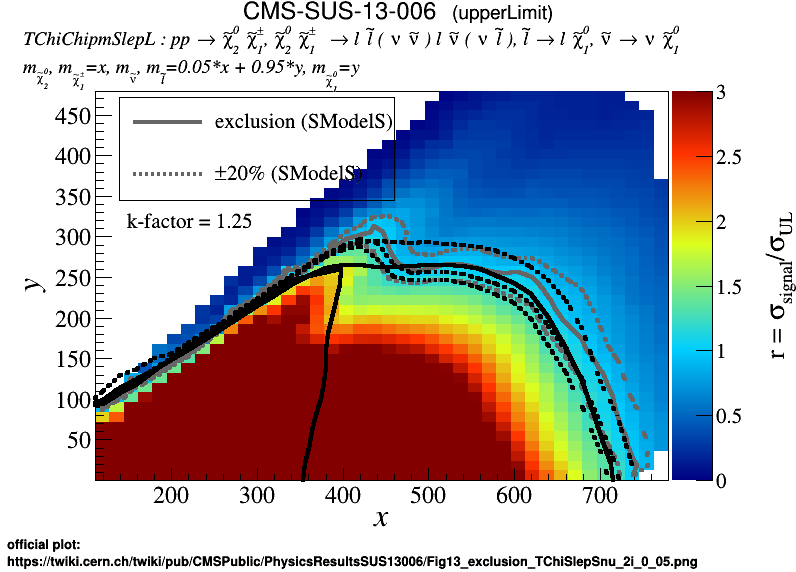 CMS-SUS-13-006 (upperLimit)
TChiChipmSlepL : pp → χ̃⁰₂ χ̃±₁, χ̃⁰₂ χ̃±₁ → l l̃ ( ν ν̃ ) l ν̃ ( ν l̃ ), l̃ → l χ̃⁰₁, ν̃ → ν χ̃⁰₁
m_χ̃⁰₂, m_χ̃±₁=x, m_ν̃, m_l̃=0.05*x + 0.95*y, m_χ̃⁰₁=y
exclusion (SModelS)
±20% (SModelS)
k-factor = 1.25
450
400
350
300
250
200
150
100
50
y
200 300 400 500 600 700
x
3
2.5
2
1.5
1
0.5
0
r = σ_signal/σ_UL
official plot:
https://twiki.cern.ch/twiki/pub/CMSPublic/PhysicsResultsSUS13006/Fig13_exclusion_TChiSlepSnu_2i_0_05.png